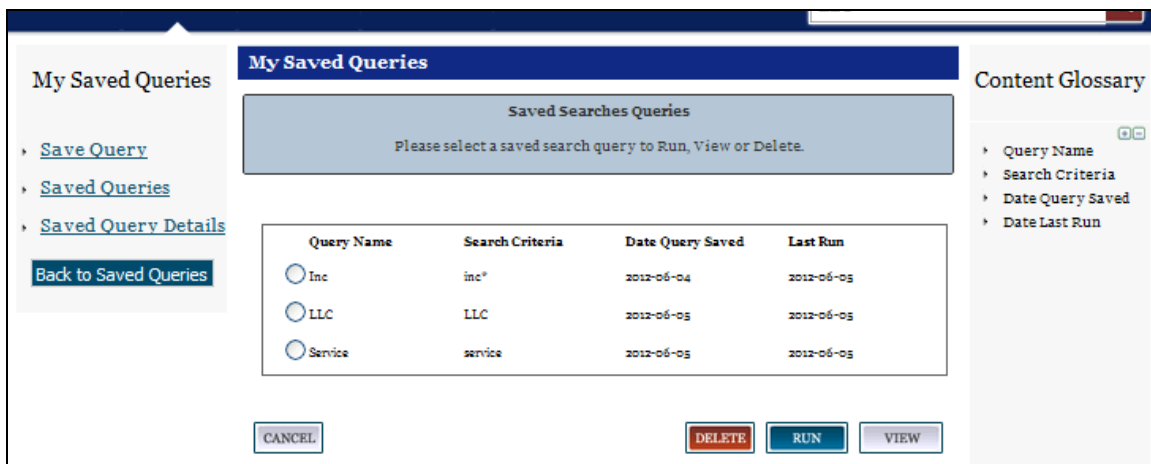 My Saved Queries
Save Query
Saved Queries
Saved Query Details
Back to Saved Queries
My Saved Queries
Saved Searches Queries
Please select a saved search query to Run, View or Delete.
Query Name Search Criteria Date Query Saved Last Run
Inc inc* 2012-06-04 2012-06-05
LLC LLC 2012-06-05 2012-06-05
Service service 2012-06-05 2012-06-05
CANCEL DELETE RUN VIEW
Content Glossary
Query Name
Search Criteria
Date Query Saved
Date Last Run